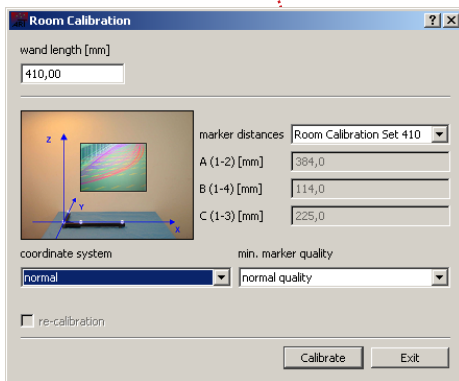 Room Calibration
wand length [mm]
410,00
Z
Y
X
marker distances Room Calibration Set 410
A (1-2) [mm] 384,0
B (1-4) [mm] 114,0
C (1-3) [mm] 225,0
coordinate system min. marker quality
normal normal quality
re-calibration
Calibrate Exit